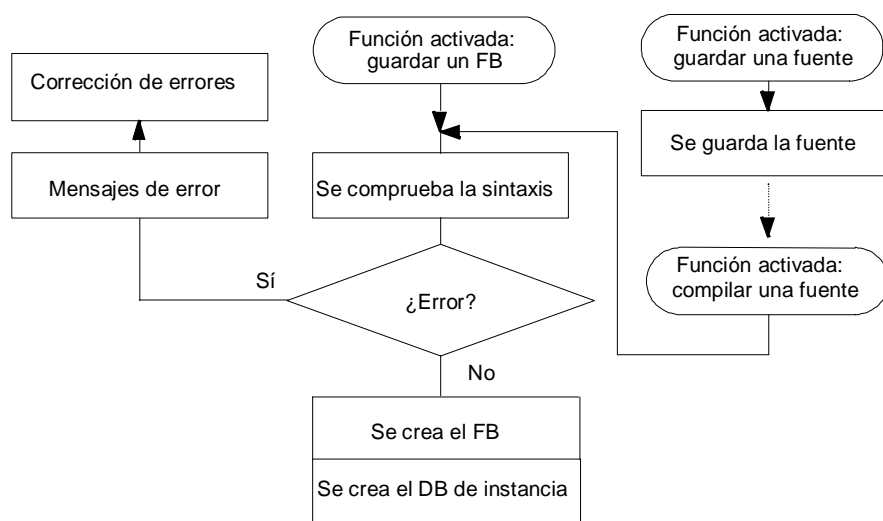 Función activada:
guardar un FB
Función activada:
guardar una fuente
Corrección de errores
Se guarda la fuente
Mensajes de error
Se comprueba la sintaxis
Función activada:
compilar una fuente
Sí
¿Error?
No
Se crea el FB
Se crea el DB de instancia